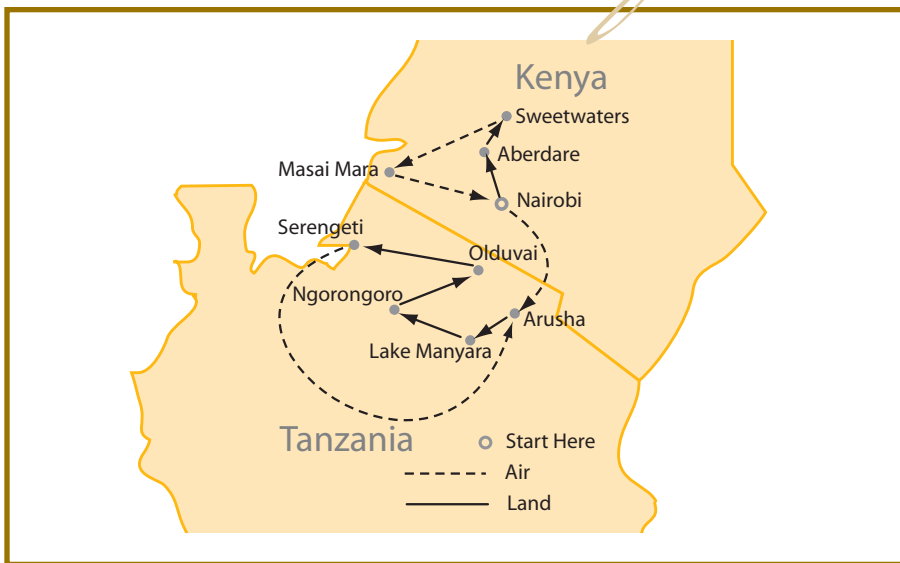 Kenya
Sweetwaters
Aberdare
Masai Mara
Nairobi
Serengeti
Olduvai
Ngorongoro
Arusha
Lake Manyara
Tanzania
Start Here
Air
Land